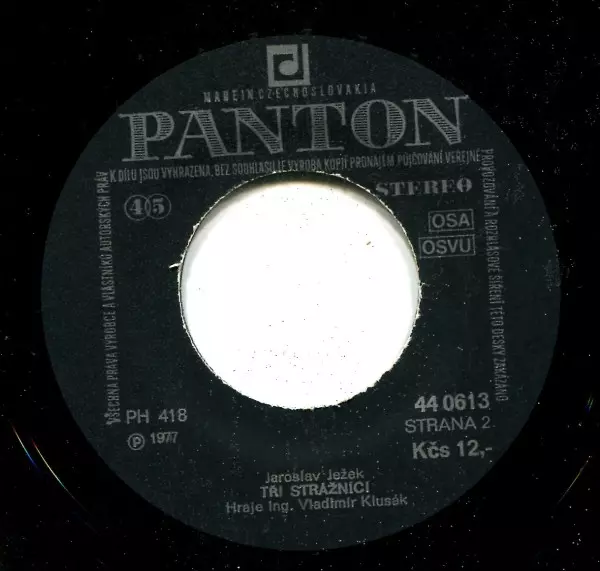 MADE IN CZECHOSLOVAKIA
PANTON
VŠECHNA PRÁVA VÝROBCE A VLASTNÍKŮ AUTORSKÝCH PRÁV K DÍLU JSOU VYHRAZENA. BEZ SOUHLASU JE VÝROBA KOPIÍ PRONÁJEM PŮJČOVÁNÍ VEREJNÉ PROVOZOVÁNÍ A ROZHLASOVÉ ŠÍŘENÍ TÉTO DESKY ZAKÁZÁNO
STEREO
45
OSA
OSVU
PH 418
Ⓟ 1977
44 0613
STRANA 2
Kčs 12,-
Jaroslav Ježek
TŘI STRÁŽNÍCI
Hraje Ing. Vladimír Klusák